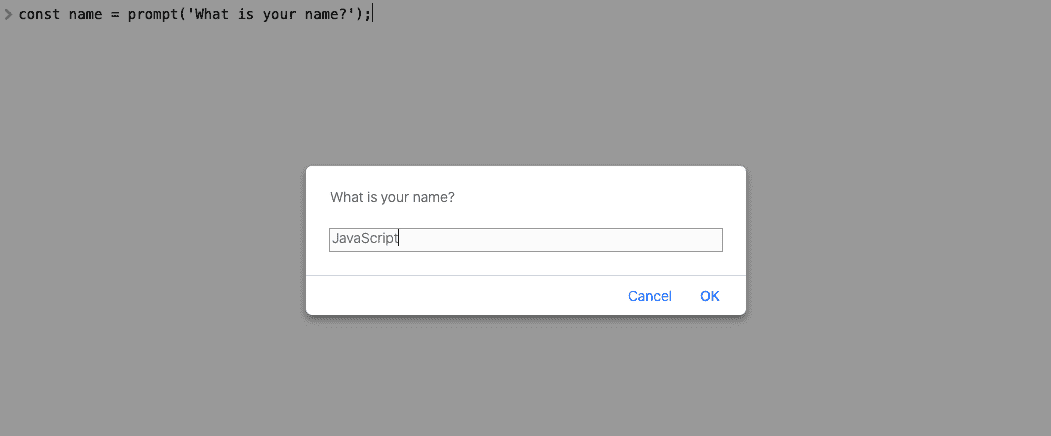 > const name = prompt('What is your name?');
What is your name?
JavaScript
Cancel OK